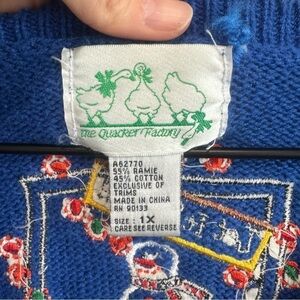 The Quacker Factory
A62770
55% RAMIE
45% COTTON
EXCLUSIVE OF
TRIMS
MADE IN CHINA
RN 90133
SIZE : 1X
CARE SEE REVERSE